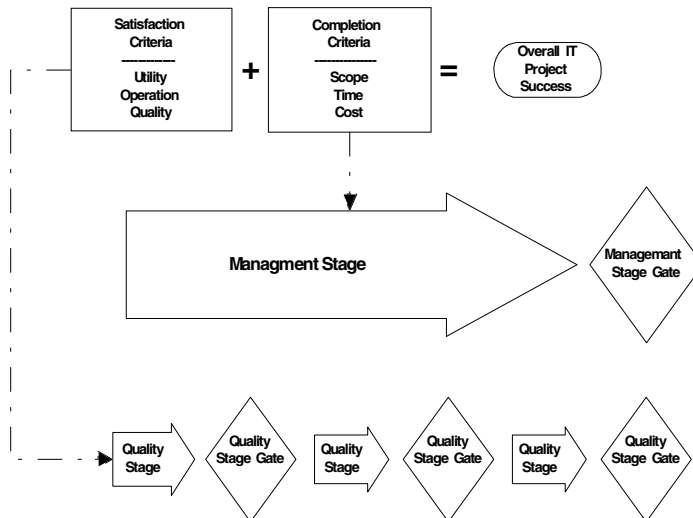 Satisfaction
Criteria
-------------
Utility
Operation
Quality
+
Completion
Criteria
---------------
Scope
Time
Cost
=
Overall IT
Project
Success
Managment Stage
Managemant
Stage Gate
Quality
Stage
Quality
Stage Gate
Quality
Stage
Quality
Stage Gate
Quality
Stage
Quality
Stage Gate